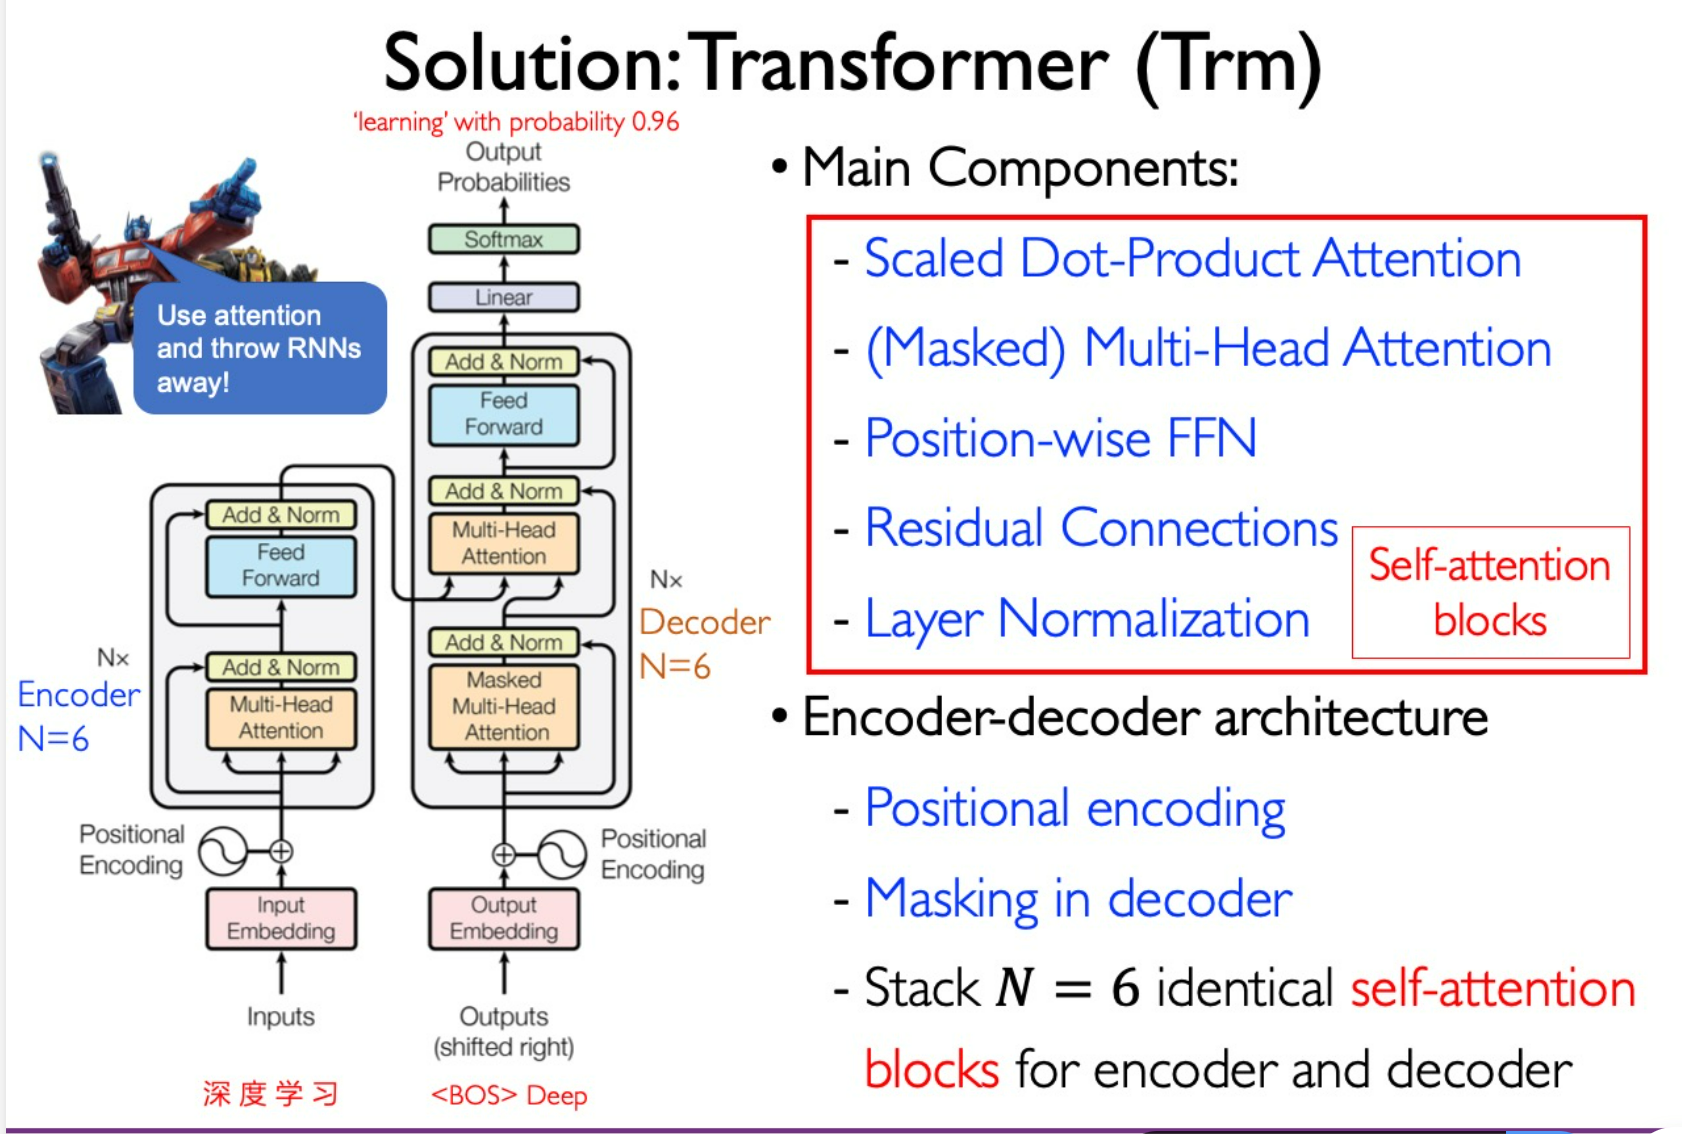 Solution: Transformer (Trm)
'learning' with probability 0.96
Output
Probabilities
Softmax
Linear
Add & Norm
Feed
Forward
Add & Norm
Multi-Head
Attention
Add & Norm
Masked
Multi-Head
Attention
Nx
Decoder
N=6
Positional
Encoding
Output
Embedding
Outputs
(shifted right)
<BOS> Deep
Use attention
and throw RNNs
away!
Add & Norm
Feed
Forward
Add & Norm
Multi-Head
Attention
Nx
Encoder
N=6
Positional
Encoding
Input
Embedding
Inputs
深 度 学 习
• Main Components:
- Scaled Dot-Product Attention
- (Masked) Multi-Head Attention
- Position-wise FFN
- Residual Connections
- Layer Normalization
Self-attention
blocks
• Encoder-decoder architecture
- Positional encoding
- Masking in decoder
- Stack N = 6 identical self-attention
blocks for encoder and decoder